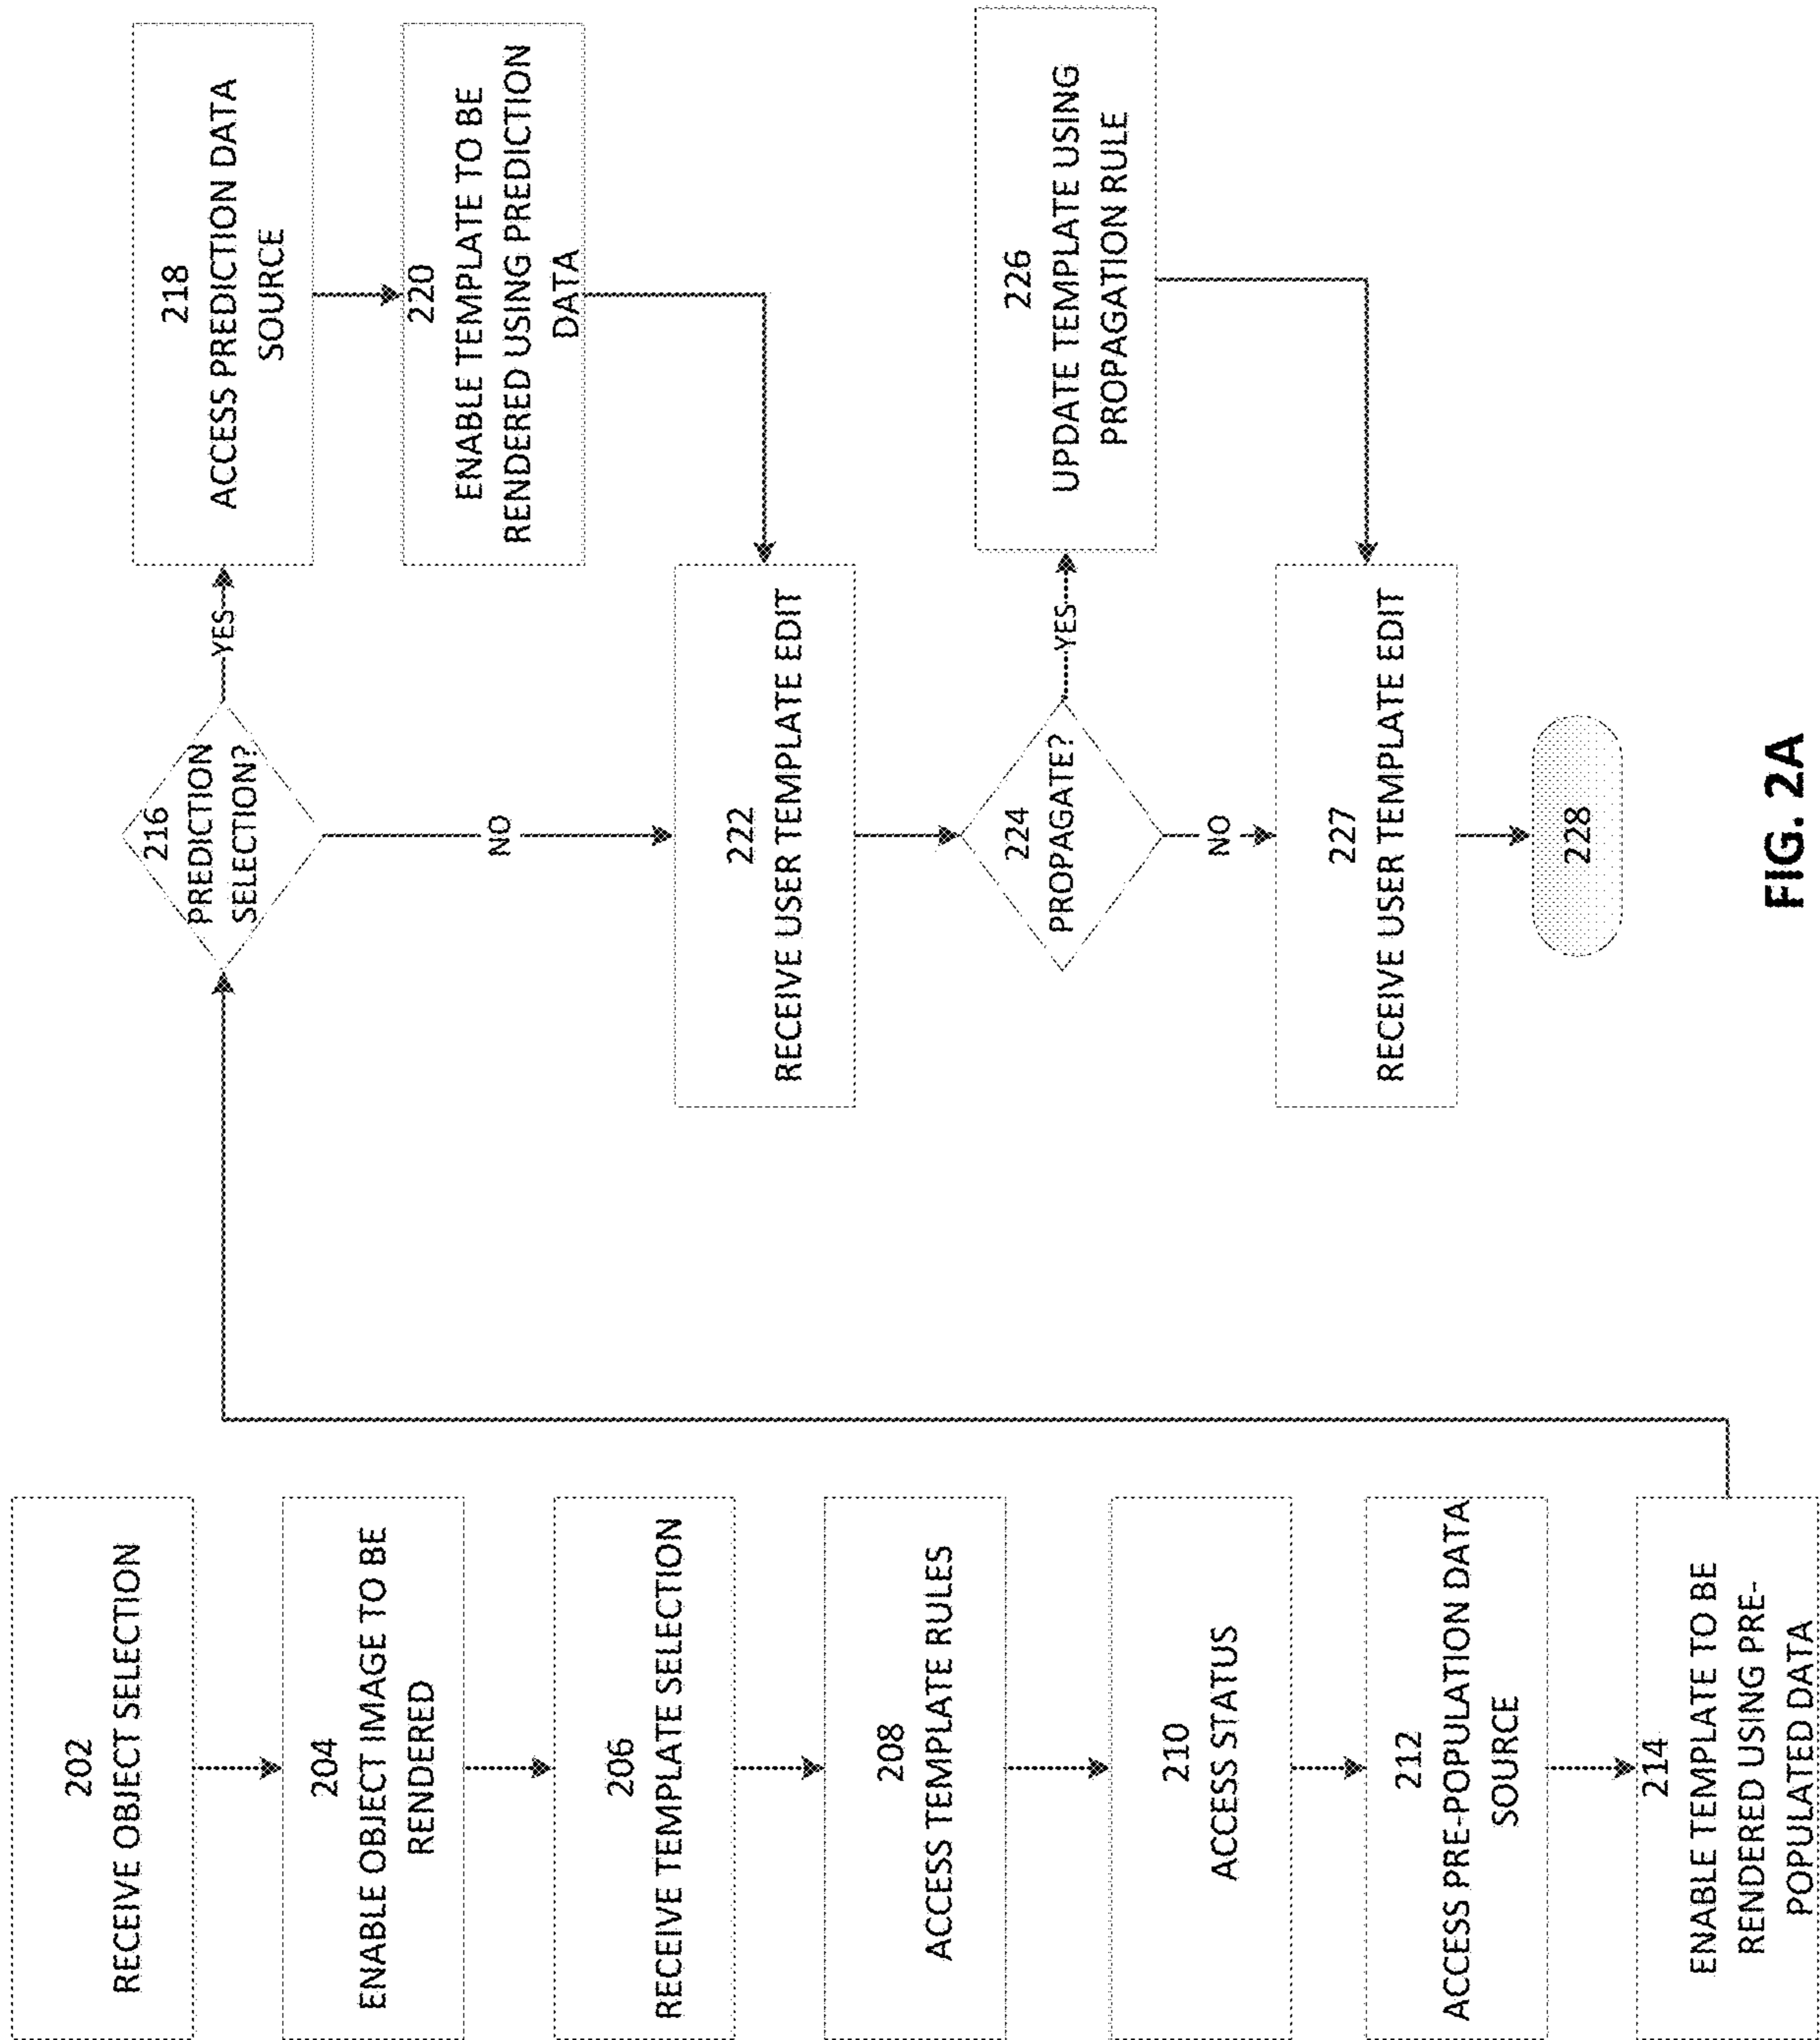 202
RECEIVE OBJECT SELECTION
204
ENABLE OBJECT IMAGE TO BE
RENDERED
206
RECEIVE TEMPLATE SELECTION
208
ACCESS TEMPLATE RULES
210
ACCESS STATUS
212
ACCESS PRE-POPULATION DATA
SOURCE
214
ENABLE TEMPLATE TO BE
RENDERED USING PRE-
POPULATED DATA
216
PREDICTION
SELECTION?
YES
218
ACCESS PREDICTION DATA
SOURCE
220
ENABLE TEMPLATE TO BE
RENDERED USING PREDICTION
DATA
NO
222
RECEIVE USER TEMPLATE EDIT
224
PROPAGATE?
YES
226
UPDATE TEMPLATE USING
PROPAGATION RULE
NO
227
RECEIVE USER TEMPLATE EDIT
228
FIG. 2A